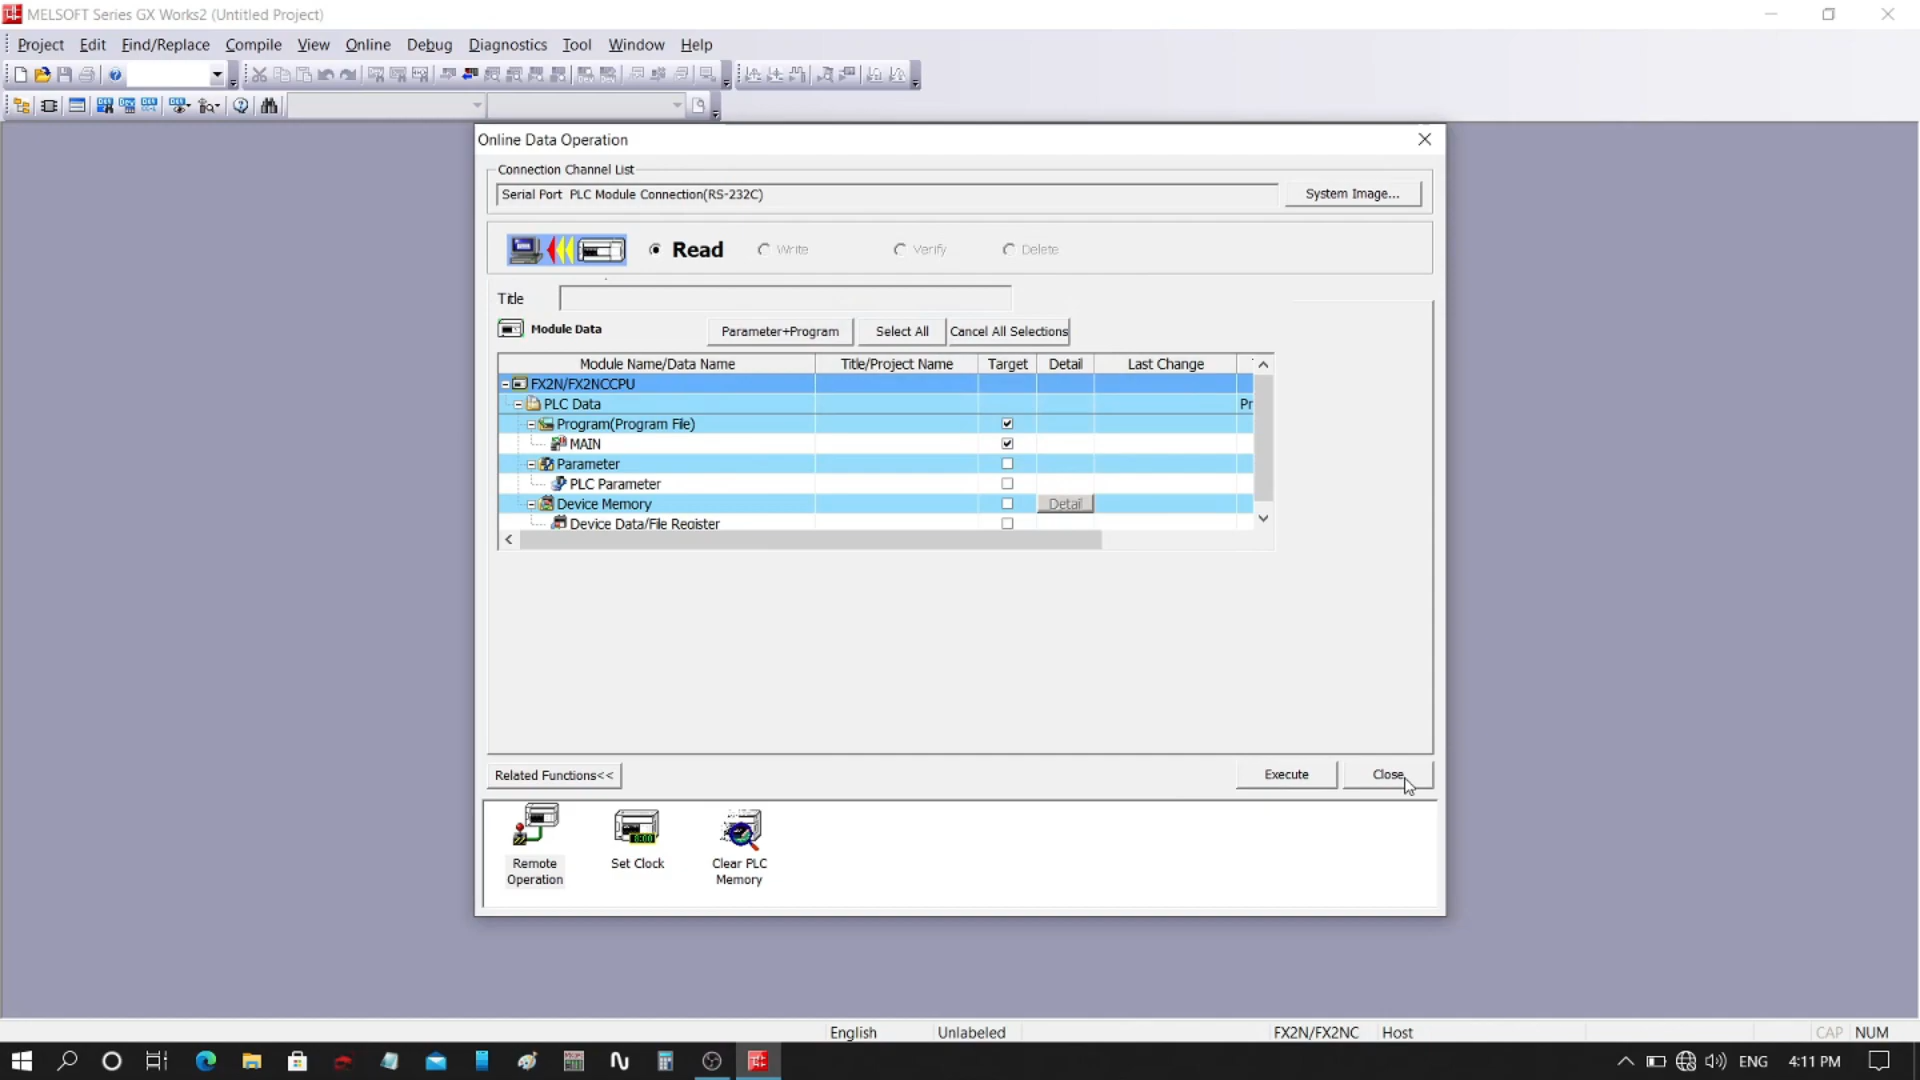 MELSOFT Series GX Works2 (Untitled Project)
Project Edit Find/Replace Compile View Online Debug Diagnostics Tool Window Help
Online Data Operation
Connection Channel List
Serial Port PLC Module Connection(RS-232C)
System Image...
Read Write Verify Delete
Title
Module Data
Parameter+Program Select All Cancel All Selections
Module Name/Data Name Title/Project Name Target Detail Last Change
FX2N/FX2NCCPU
PLC Data Pr
Program(Program File)
MAIN
Parameter
PLC Parameter
Device Memory Detail
Device Data/File Register
Related Functions<< Execute Close
Remote Operation
Set Clock
Clear PLC Memory
English Unlabeled FX2N/FX2NC Host CAP NUM
ENG 4:11 PM